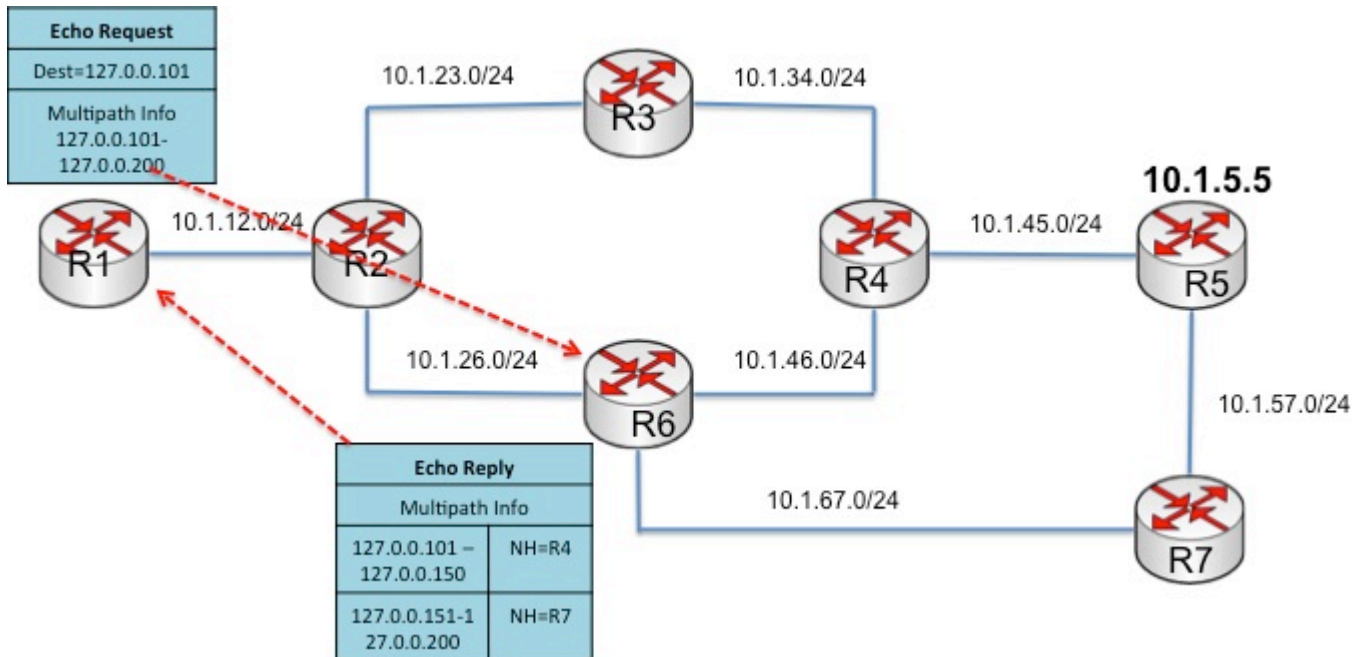 Echo Request
Dest=127.0.0.101
Multipath Info
127.0.0.101-
127.0.0.200
10.1.23.0/24
10.1.34.0/24
R3
10.1.5.5
10.1.12.0/24
10.1.45.0/24
R1
R2
R4
R5
10.1.26.0/24
10.1.46.0/24
R6
10.1.57.0/24
Echo Reply
Multipath Info
127.0.0.101 –
127.0.0.150
NH=R4
127.0.0.151-1
27.0.0.200
NH=R7
10.1.67.0/24
R7